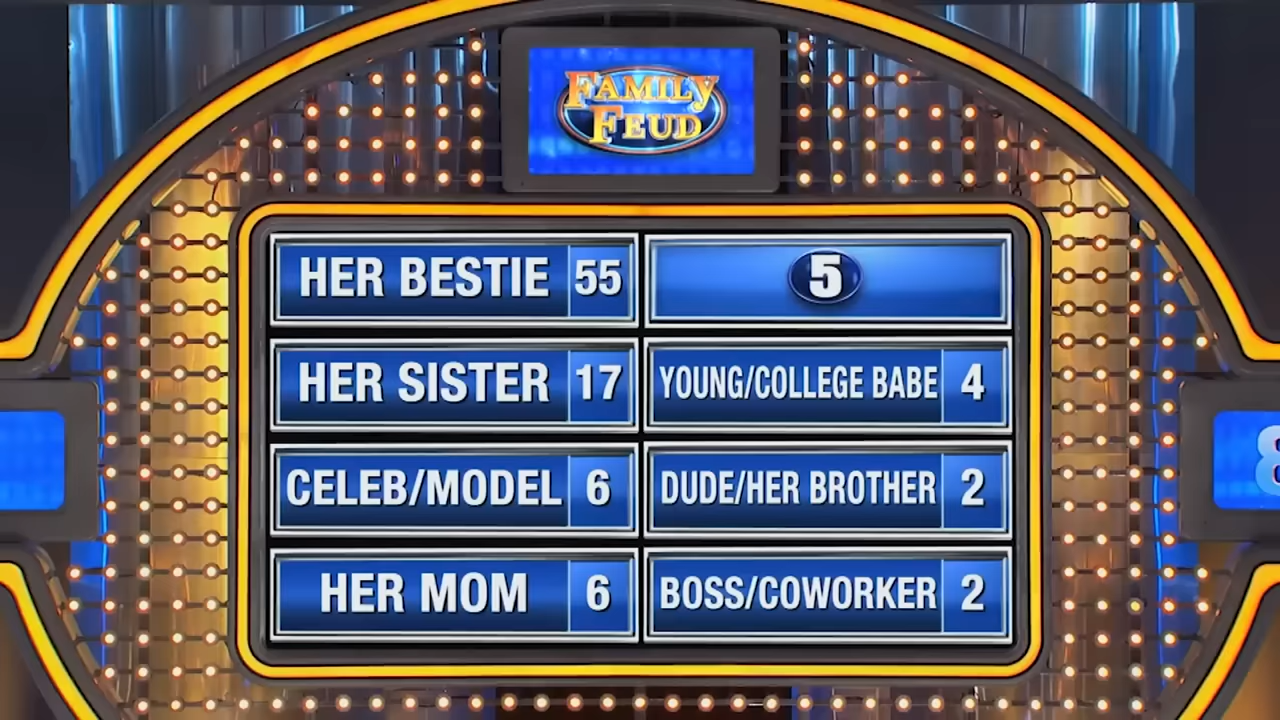 FAMILY
FEUD
HER BESTIE 55
5
HER SISTER 17
YOUNG/COLLEGE BABE 4
CELEB/MODEL 6
DUDE/HER BROTHER 2
HER MOM 6
BOSS/COWORKER 2